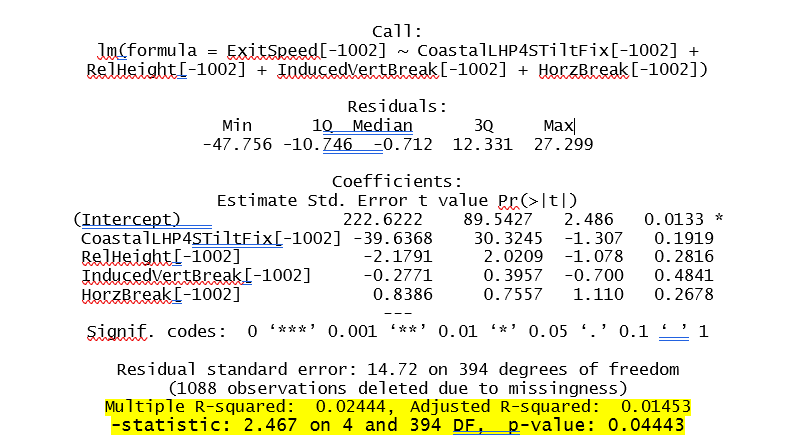 Call:
lm(formula = ExitSpeed[-1002] ~ CoastalLHP4STiltFix[-1002] +
RelHeight[-1002] + InducedVertBreak[-1002] + HorzBreak[-1002])
Residuals:
Min 1Q Median 3Q Max
-47.756 -10.746 -0.712 12.331 27.299
Coefficients:
Estimate Std. Error t value Pr(>|t|)
(Intercept) 222.6222 89.5427 2.486 0.0133 *
CoastalLHP4STiltFix[-1002] -39.6368 30.3245 -1.307 0.1919
RelHeight[-1002] -2.1791 2.0209 -1.078 0.2816
InducedVertBreak[-1002] -0.2771 0.3957 -0.700 0.4841
HorzBreak[-1002] 0.8386 0.7557 1.110 0.2678
---
Signif. codes: 0 ‘***’ 0.001 ‘**’ 0.01 ‘*’ 0.05 ‘.’ 0.1 ‘ ’ 1
Residual standard error: 14.72 on 394 degrees of freedom
(1088 observations deleted due to missingness)
Multiple R-squared: 0.02444, Adjusted R-squared: 0.01453
-statistic: 2.467 on 4 and 394 DF, p-value: 0.04443